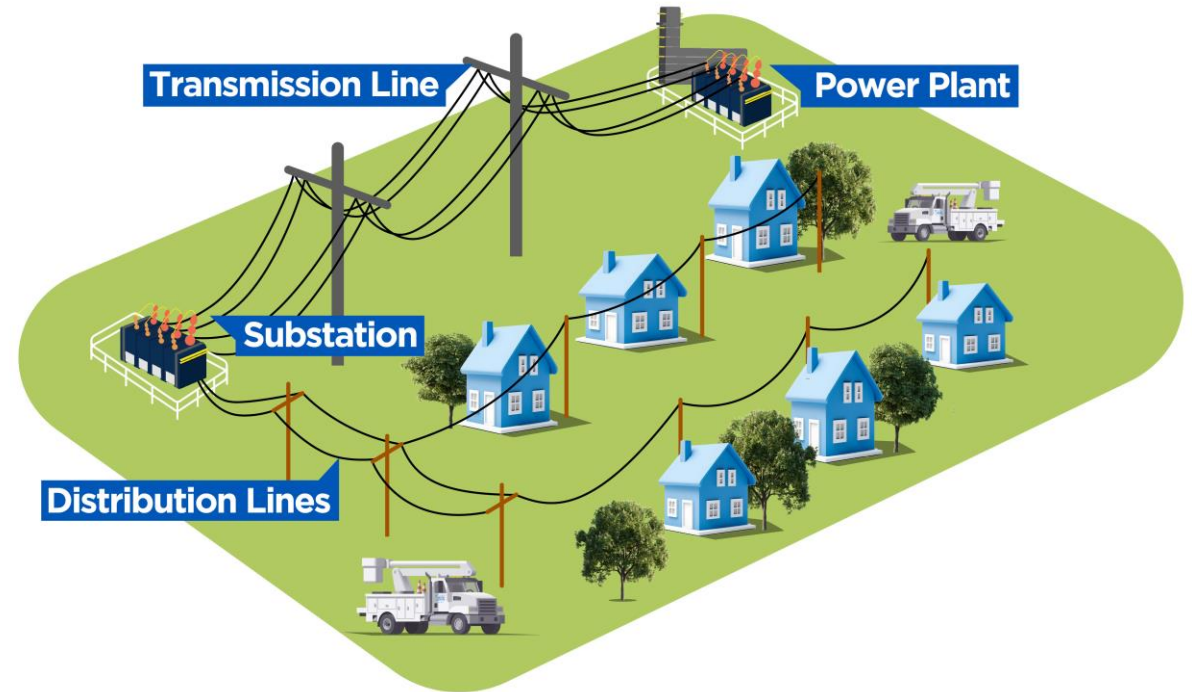 Transmission Line
Power Plant
Substation
Distribution Lines